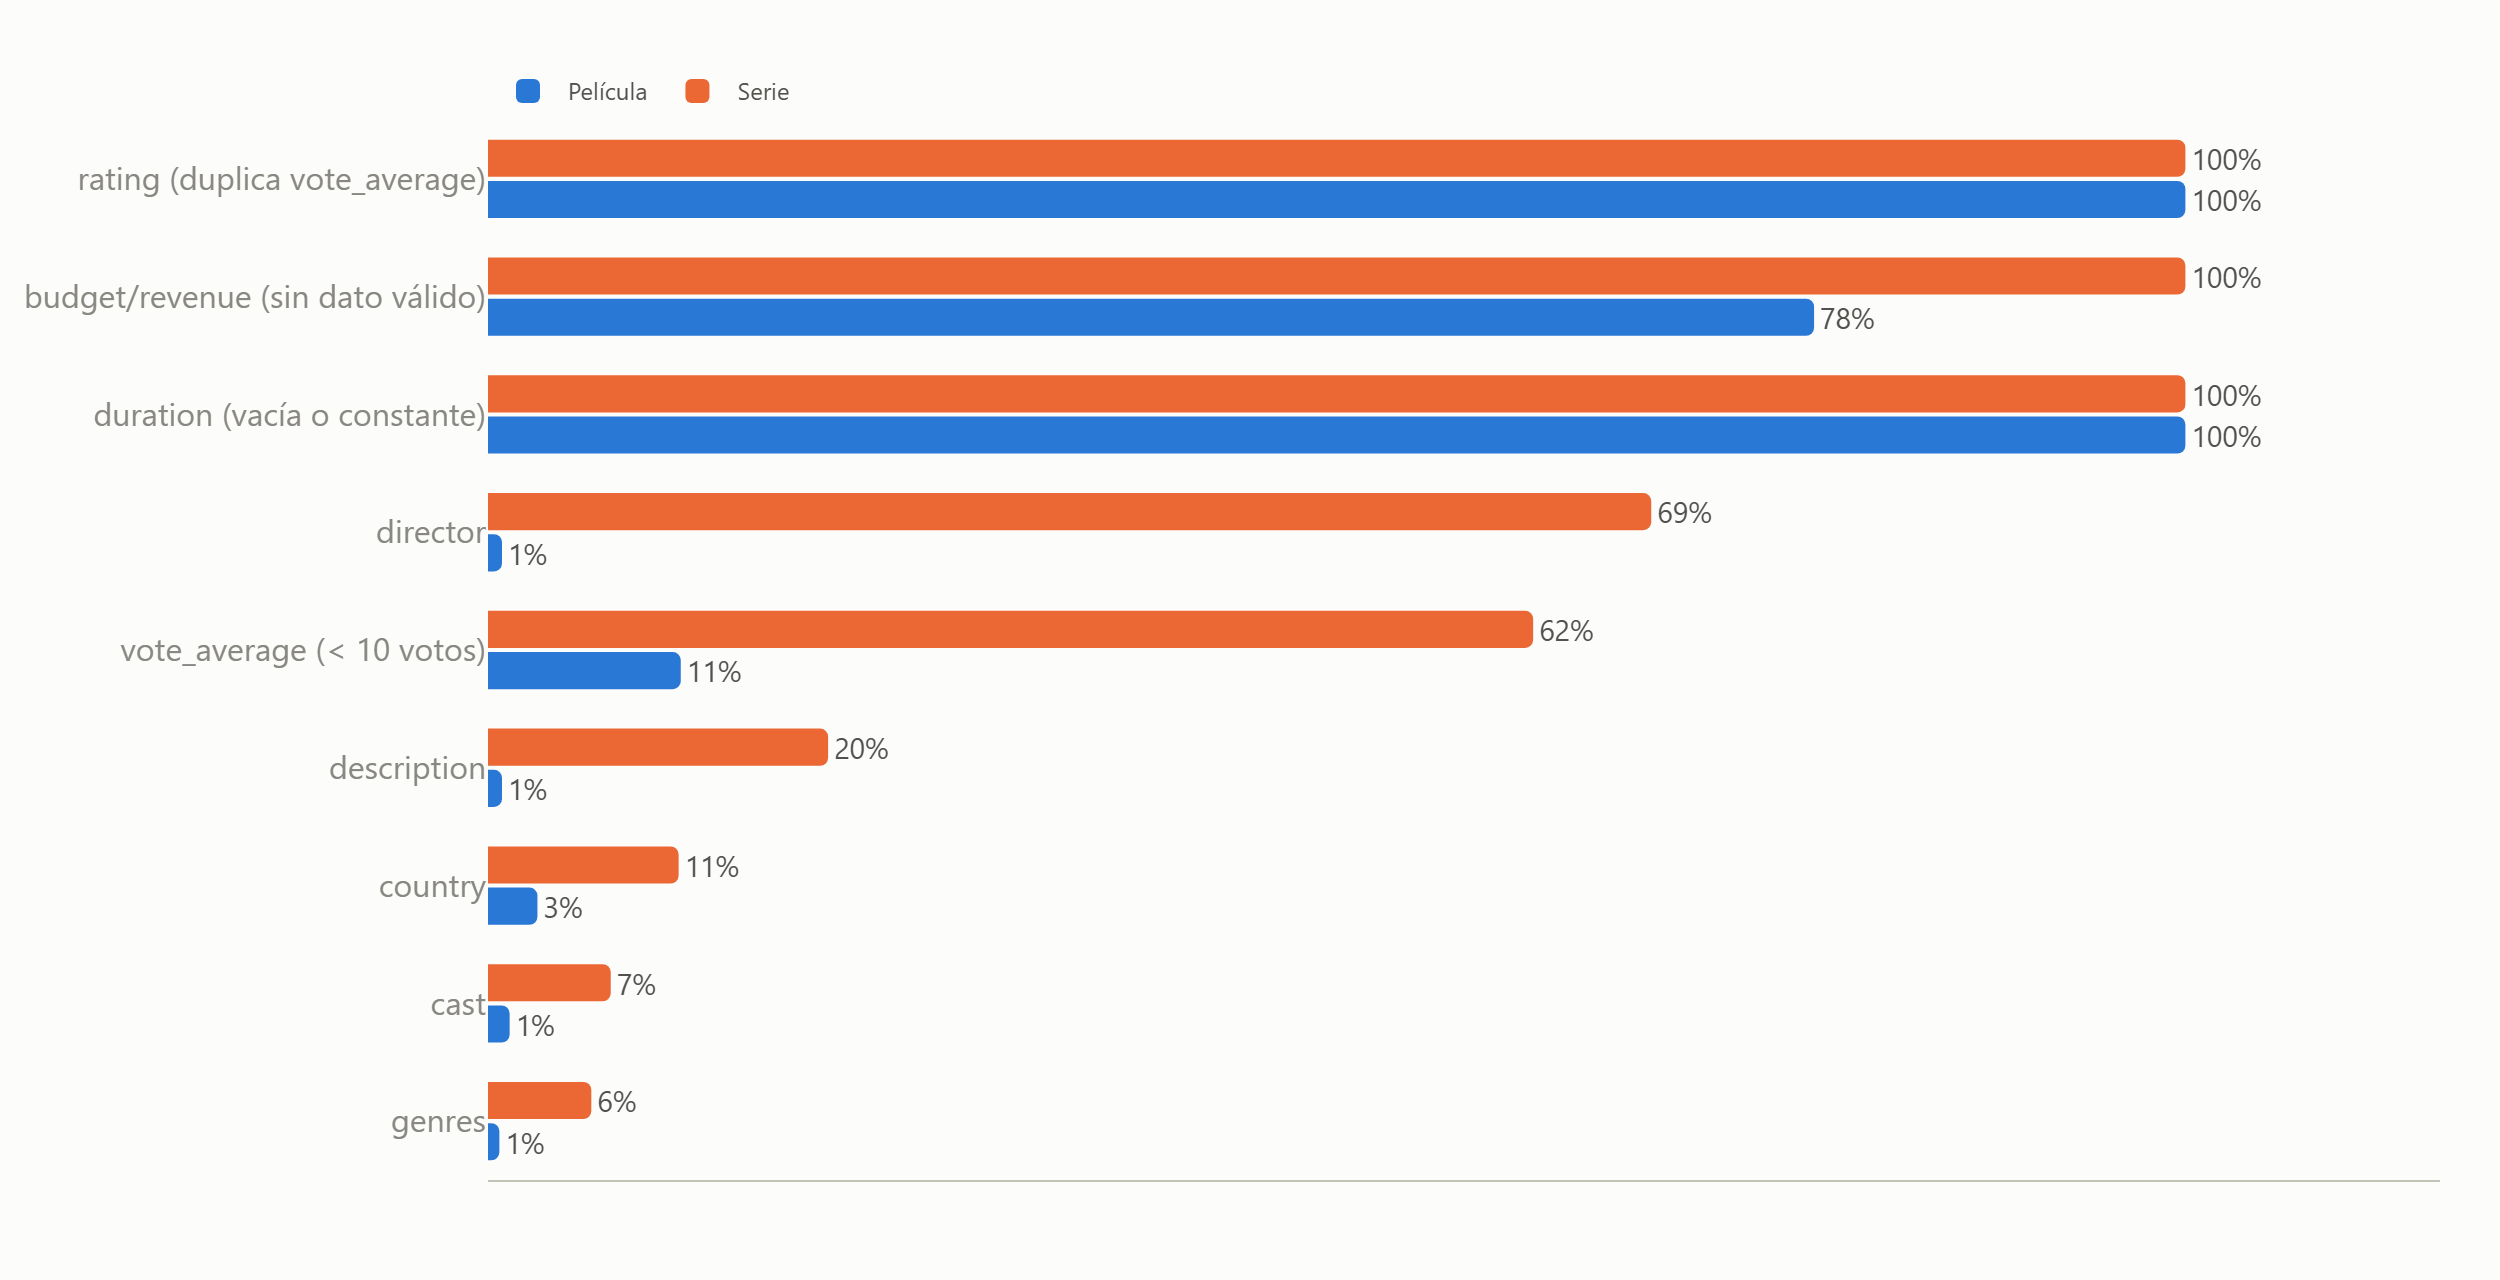 Película Serie
rating (duplica vote_average) 100%
100%
budget/revenue (sin dato válido) 100%
78%
duration (vacía o constante) 100%
100%
director 69%
1%
vote_average (< 10 votos) 62%
11%
description 20%
1%
country 11%
3%
cast 7%
1%
genres 6%
1%